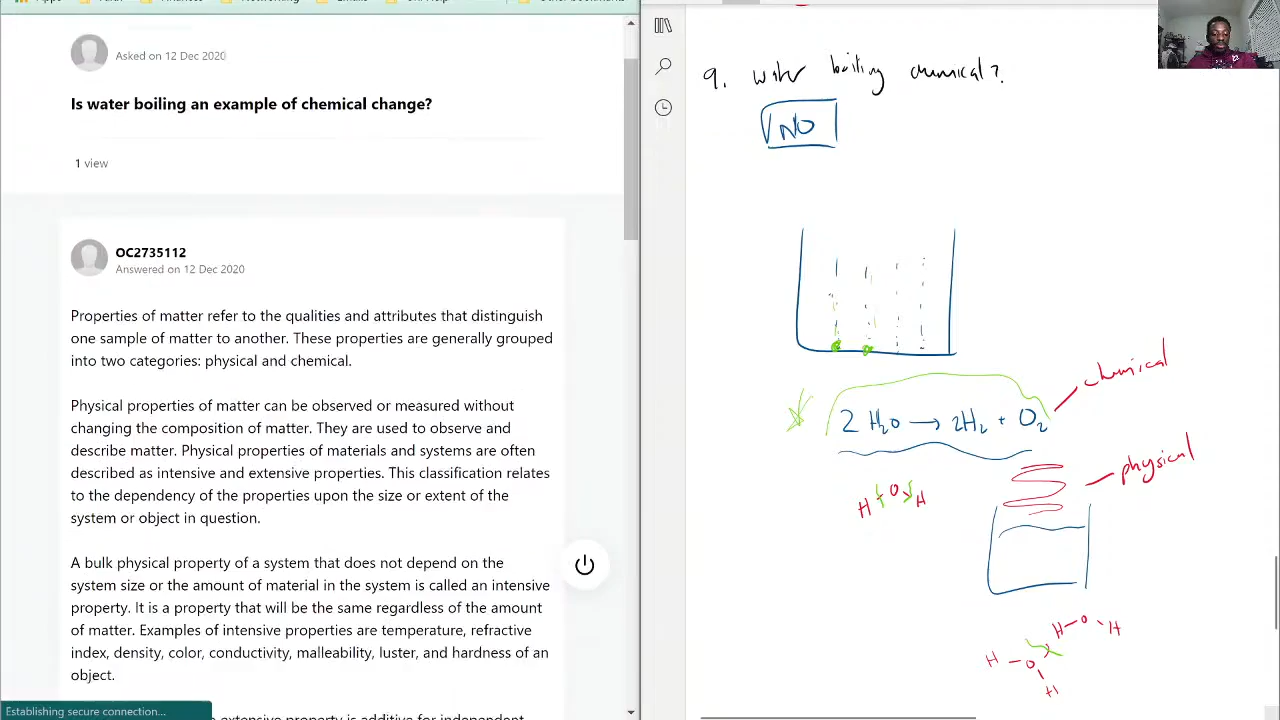 Asked on 12 Dec 2020
Is water boiling an example of chemical change?
1 view
OC2735112
Answered on 12 Dec 2020
Properties of matter refer to the qualities and attributes that distinguish
one sample of matter to another. These properties are generally grouped
into two categories: physical and chemical.
Physical properties of matter can be observed or measured without
changing the composition of matter. They are used to observe and
describe matter. Physical properties of materials and systems are often
described as intensive and extensive properties. This classification relates
to the dependency of the properties upon the size or extent of the
system or object in question.
A bulk physical property of a system that does not depend on the
system size or the amount of material in the system is called an intensive
property. It is a property that will be the same regardless of the amount
of matter. Examples of intensive properties are temperature, refractive
index, density, color, conductivity, malleability, luster, and hardness of an
object.
extensive property is additive for independent
Establishing secure connection...
9. water boiling chemical?
NO
chemical
2 H₂O → 2H₂ + O₂
physical
H O H
H-O H
H -O
H